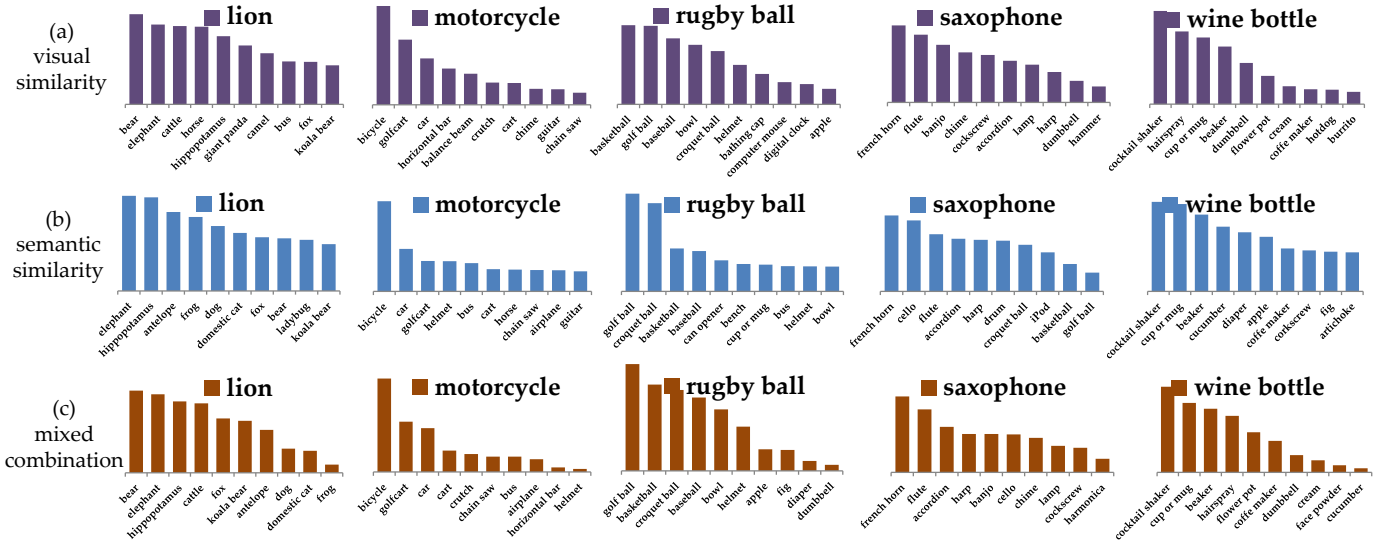 (a)
visual
similarity
lion
bear
elephant
cattle
horse
hippopotamus
giant panda
camel
bus
fox
koala bear
motorcycle
bicycle
golfcart
car
horizontal bar
balance beam
crutch
cart
chime
guitar
chain saw
rugby ball
basketball
golf ball
baseball
bowl
croquet ball
helmet
bathing cap
computer mouse
digital clock
apple
saxophone
french horn
flute
banjo
chime
cockscrew
accordion
lamp
harp
dumbbell
hammer
wine bottle
cocktail shaker
hairspray
cup or mug
beaker
dumbbell
flower pot
cream
coffe maker
hotdog
burrito
(b)
semantic
similarity
lion
elephant
hippopotamus
antelope
frog
dog
domestic cat
fox
bear
ladybug
koala bear
motorcycle
bicycle
car
golfcart
helmet
bus
cart
horse
chain saw
airplane
guitar
rugby ball
golf ball
croquet ball
basketball
baseball
can opener
bench
cup or mug
bus
helmet
bowl
saxophone
french horn
cello
flute
accordion
harp
drum
croquet ball
iPod
basketball
golf ball
wine bottle
cocktail shaker
cup or mug
beaker
cucumber
diaper
apple
coffe maker
corkscrew
fig
artichoke
(c)
mixed
combination
lion
bear
elephant
hippopotamus
cattle
fox
koala bear
antelope
dog
domestic cat
frog
motorcycle
bicycle
golfcart
car
cart
crutch
chain saw
bus
airplane
horizontal bar
helmet
rugby ball
golf ball
basketball
croquet ball
baseball
bowl
helmet
apple
fig
diaper
dumbbell
saxophone
french horn
flute
accordion
harp
banjo
cello
chime
lamp
cockscrew
harmonica
wine bottle
cocktail shaker
cup or mug
beaker
hairspray
flower pot
coffe maker
dumbbell
cream
face powder
cucumber